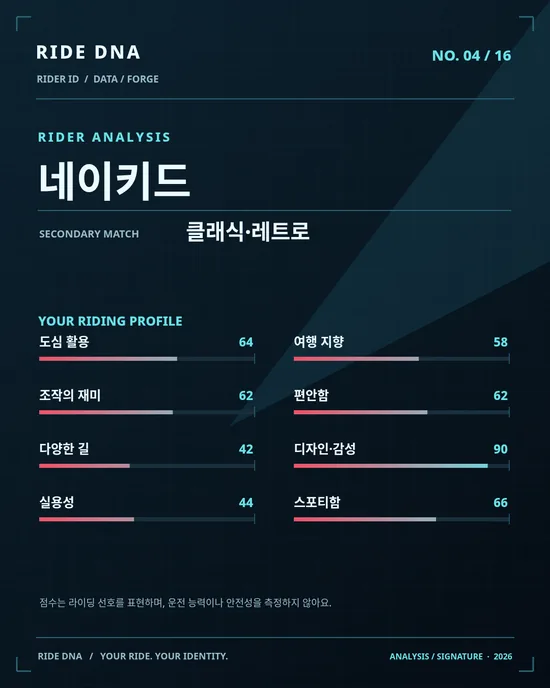 RIDE DNA
NO. 04 / 16
RIDER ID / DATA / FORGE
RIDER ANALYSIS
네이키드
SECONDARY MATCH 클래식·레트로
YOUR RIDING PROFILE
도심 활용 64
여행 지향 58
조작의 재미 62
편안함 62
다양한 길 42
디자인·감성 90
실용성 44
스포티함 66
점수는 라이딩 선호를 표현하며, 운전 능력이나 안전성을 측정하지 않아요.
RIDE DNA / YOUR RIDE. YOUR IDENTITY.
ANALYSIS / SIGNATURE · 2026